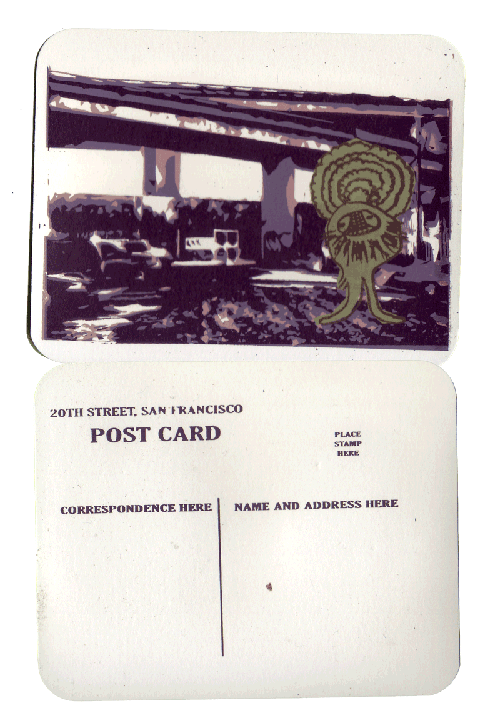 20TH STREET, SAN FRANCISCO
POST CARD
PLACE
STAMP
HERE
CORRESPONDENCE HERE
NAME AND ADDRESS HERE